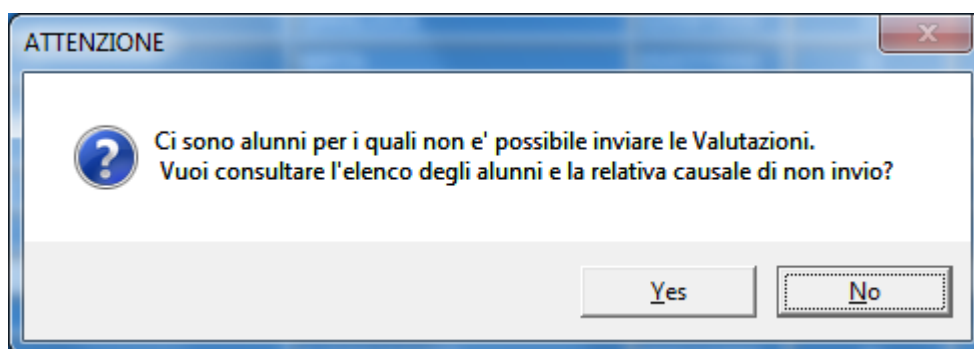 ATTENZIONE
Ci sono alunni per i quali non e' possibile inviare le Valutazioni.
Vuoi consultare l'elenco degli alunni e la relativa causale di non invio?
Yes
No